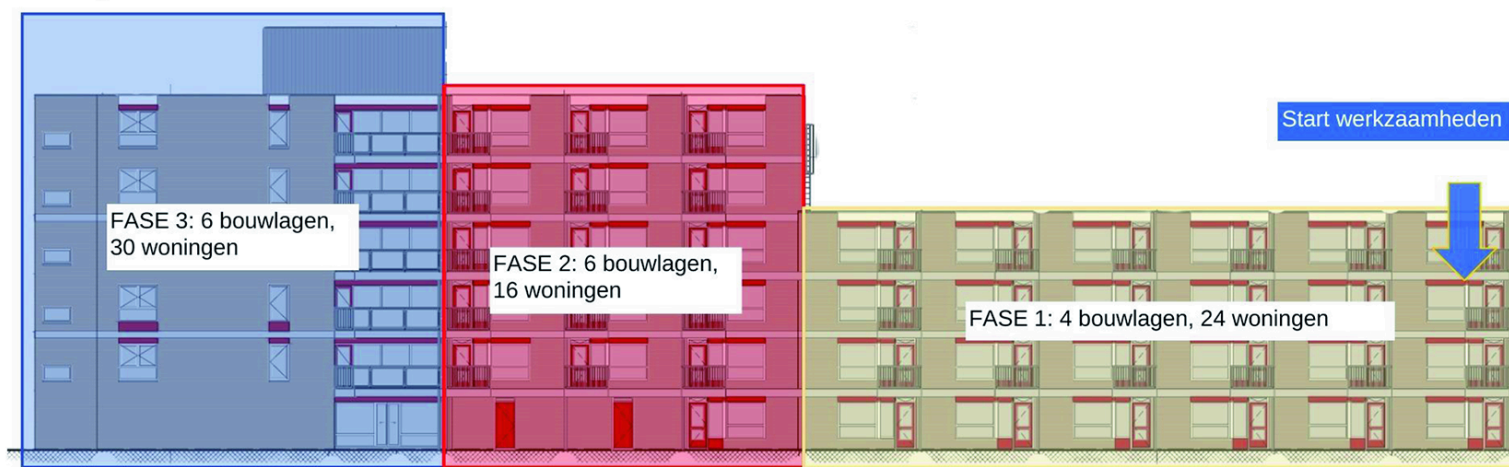 Start werkzaamheden
FASE 3: 6 bouwlagen,
30 woningen
FASE 2: 6 bouwlagen,
16 woningen
FASE 1: 4 bouwlagen, 24 woningen